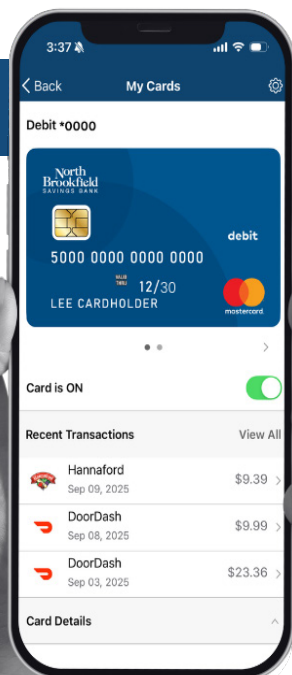 3:37
Back My Cards
Debit *0000
North
Brookfield
SAVINGS BANK
debit
5000 0000 0000 0000
VALID
THRU 12/30
LEE CARDHOLDER
mastercard
Card is ON
Recent Transactions View All
Hannaford
$9.39
Sep 09, 2025
DoorDash
$9.99
Sep 08, 2025
DoorDash
$23.36
Sep 03, 2025
Card Details